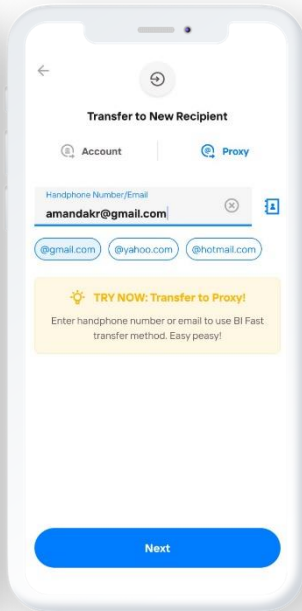 Transfer to New Recipient
Account
Proxy
Handphone Number/Email
amandakr@gmail.com
@gmail.com @yahoo.com @hotmail.com
TRY NOW: Transfer to Proxy!
Enter handphone number or email to use BI Fast
transfer method. Easy peasy!
Next